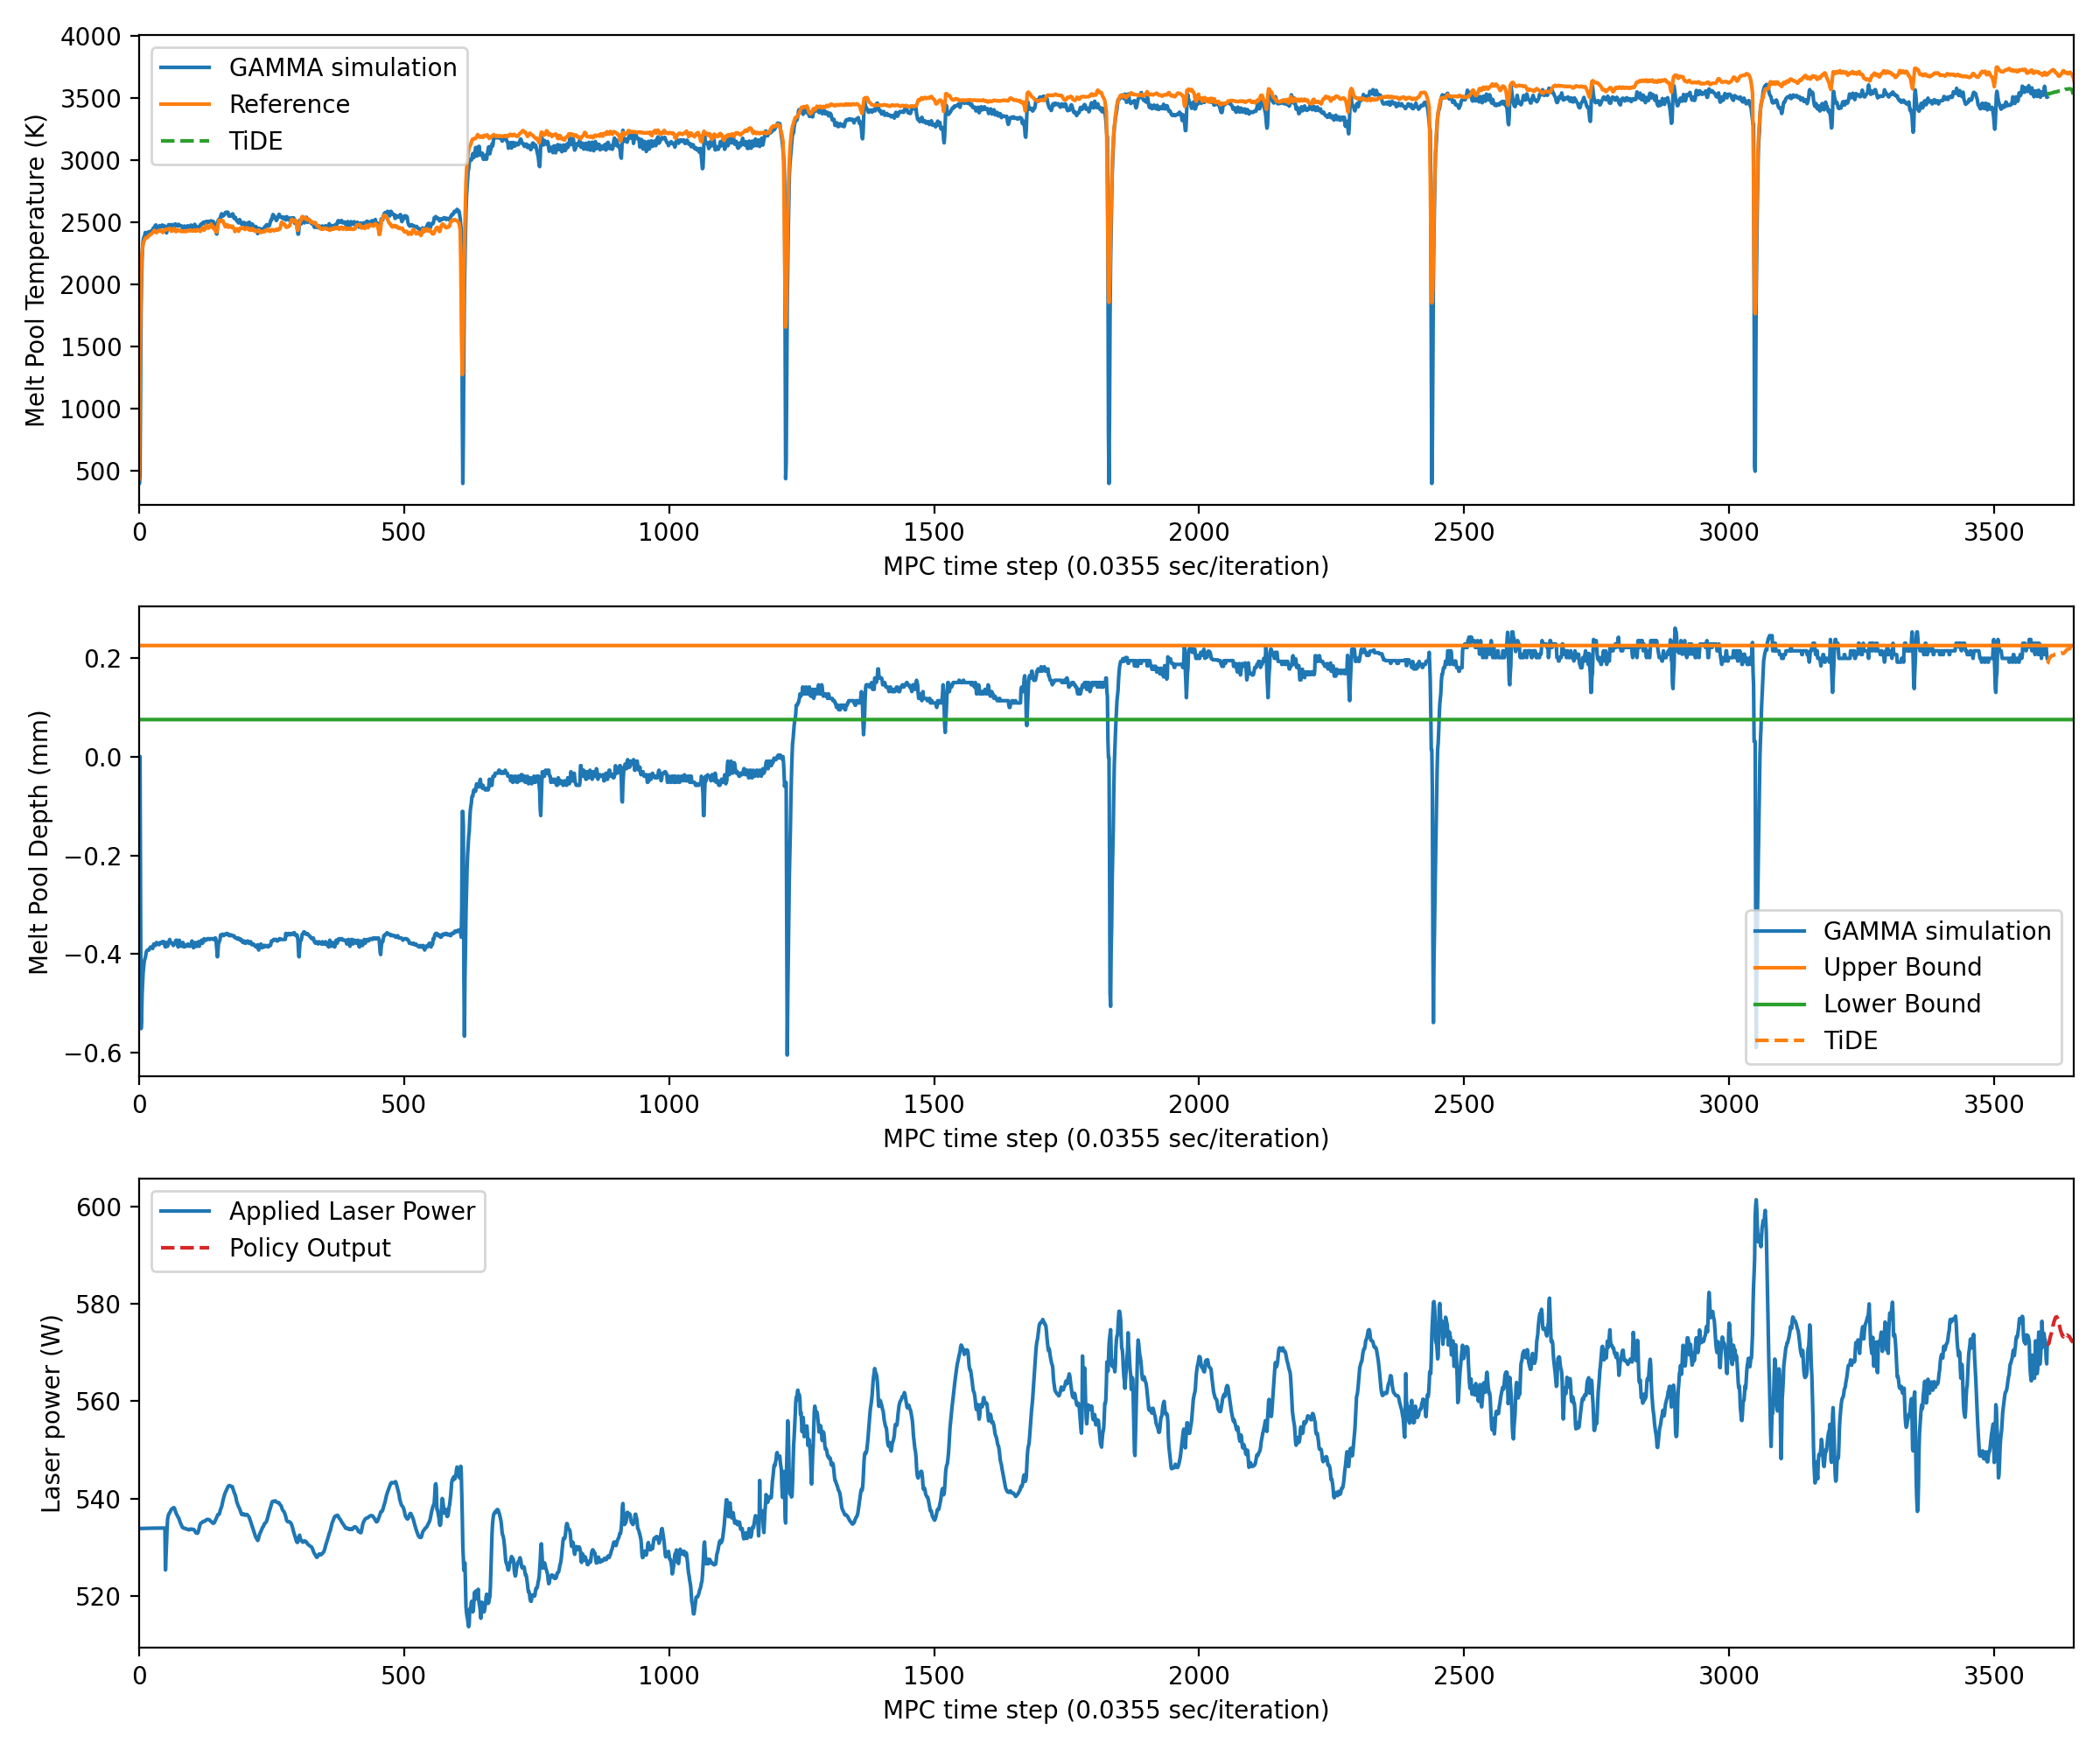 4000
3500
3000
2500
2000
1500
1000
500
Melt Pool Temperature (K)
GAMMA simulation
Reference
TiDE
0 500 1000 1500 2000 2500 3000 3500
MPC time step (0.0355 sec/iteration)
0.2
0.0
−0.2
−0.4
−0.6
Melt Pool Depth (mm)
GAMMA simulation
Upper Bound
Lower Bound
TiDE
0 500 1000 1500 2000 2500 3000 3500
MPC time step (0.0355 sec/iteration)
600
580
560
540
520
Laser power (W)
Applied Laser Power
Policy Output
0 500 1000 1500 2000 2500 3000 3500
MPC time step (0.0355 sec/iteration)